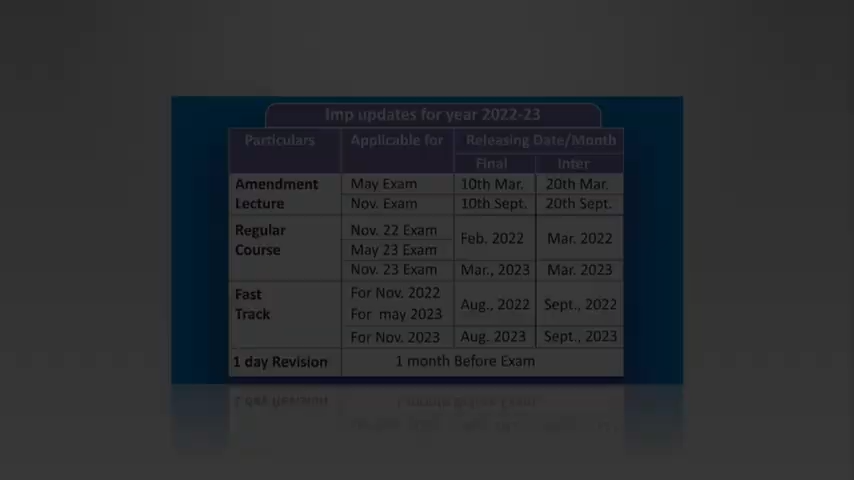 Imp updates for year 2022-23
Particulars Applicable for Releasing Date/Month
Final Inter
Amendment May Exam 10th Mar. 20th Mar.
Lecture Nov. Exam 10th Sept. 20th Sept.
Regular Nov. 22 Exam Feb. 2022 Mar. 2022
Course May 23 Exam
Nov. 23 Exam Mar., 2023 Mar. 2023
Fast For Nov. 2022 Aug., 2022 Sept., 2022
Track For may 2023
For Nov. 2023 Aug. 2023 Sept., 2023
1 day Revision 1 month Before Exam